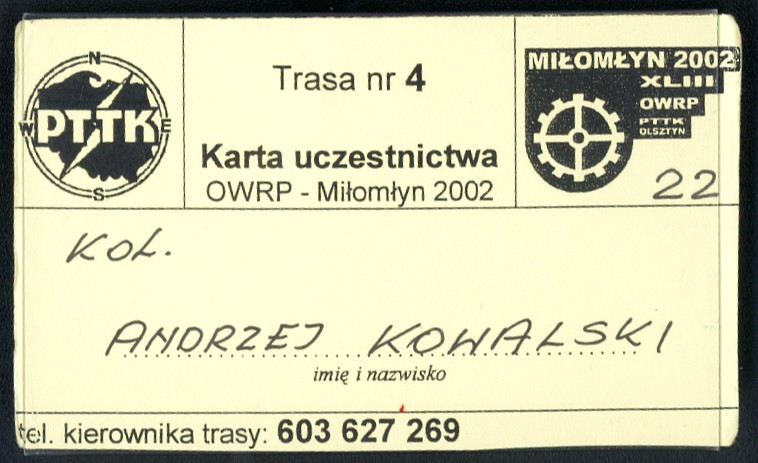 N
W PTTK E
S
Trasa nr 4
Karta uczestnictwa
OWRP - Miłomłyn 2002
MIŁOMŁYN 2002
XLIII
OWRP
PTTK
OLSZTYN
22
KOL.
ANDRZEJ KOWALSKI
imię i nazwisko
tel. kierownika trasy: 603 627 269